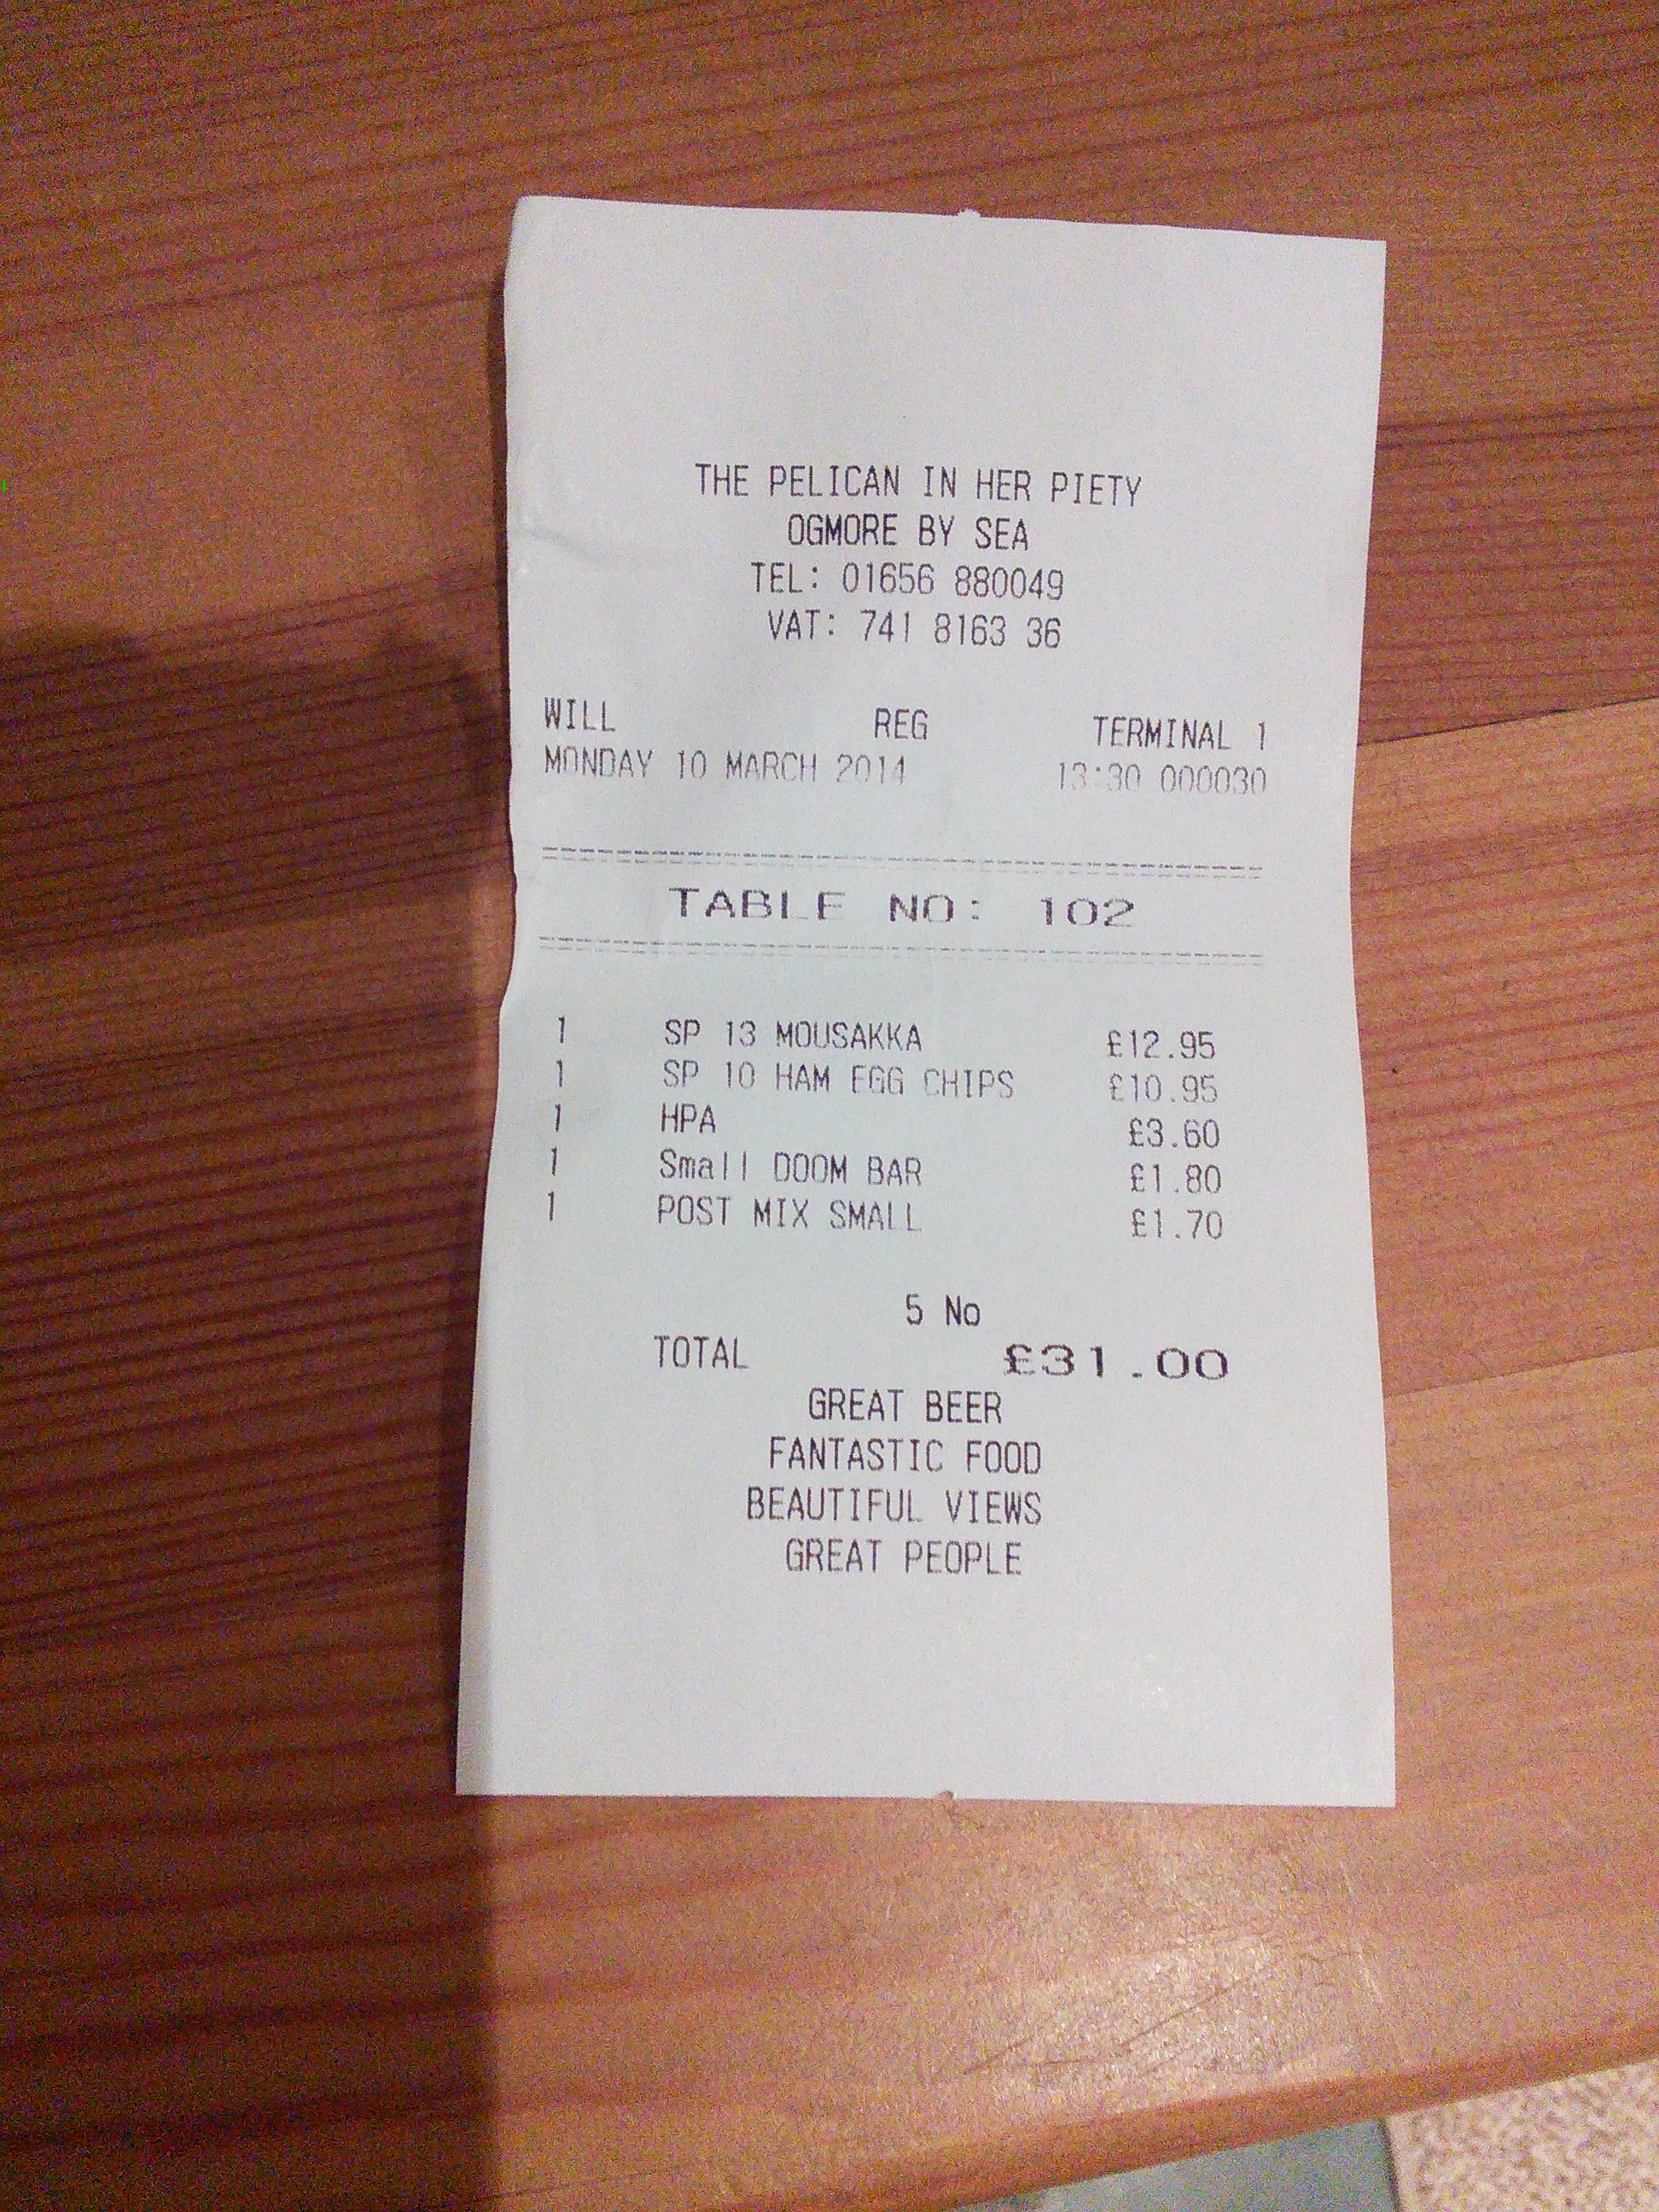 THE PELICAN IN HER PIETY
OGMORE BY SEA
TEL: 01656 880049
VAT: 741 8163 36
WILL REG TERMINAL 1
MONDAY 10 MARCH 2014 13:30 000030
TABLE NO: 102
1 SP 13 MOUSAKKA £12.95
1 SP 10 HAM EGG CHIPS £10.95
1 HPA £3.60
1 Small DOOM BAR £1.80
1 POST MIX SMALL £1.70
5 No
TOTAL £31.00
GREAT BEER
FANTASTIC FOOD
BEAUTIFUL VIEWS
GREAT PEOPLE